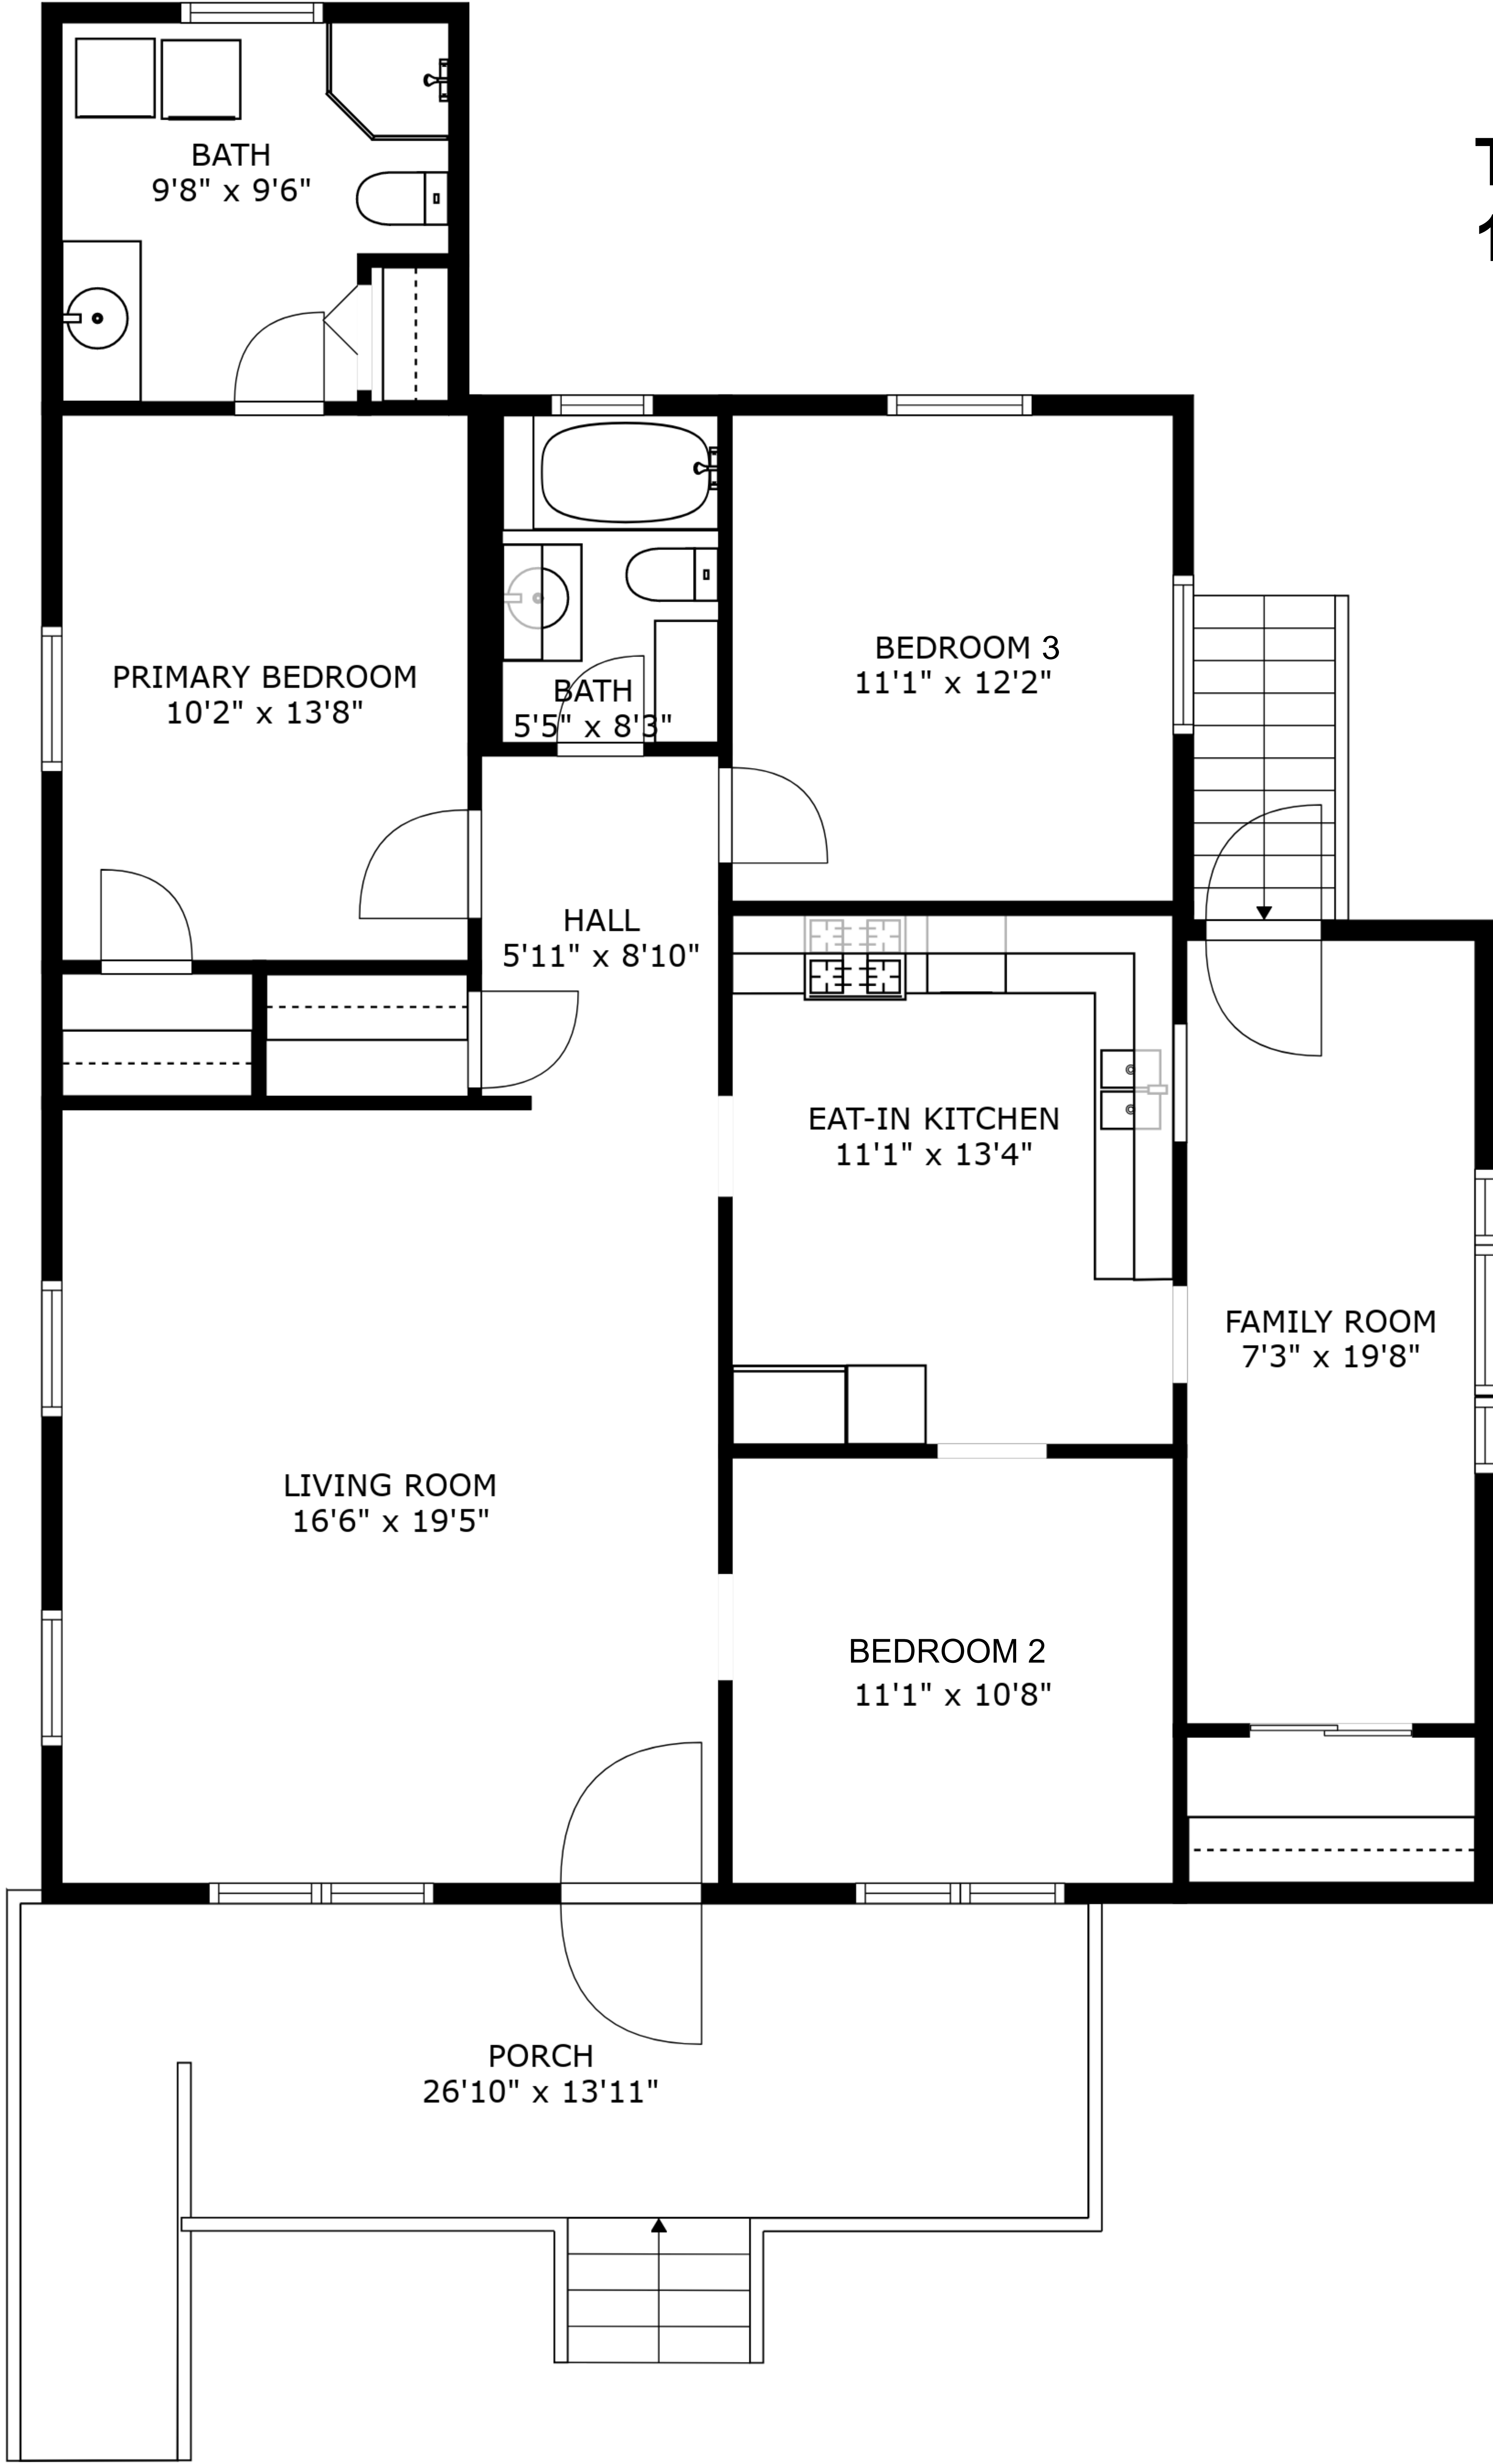 BATH
9'8" x 9'6"
PRIMARY BEDROOM
10'2" x 13'8"
BATH
5'5" x 8'3"
BEDROOM 3
11'1" x 12'2"
HALL
5'11" x 8'10"
EAT-IN KITCHEN
11'1" x 13'4"
FAMILY ROOM
7'3" x 19'8"
LIVING ROOM
16'6" x 19'5"
BEDROOM 2
11'1" x 10'8"
PORCH
26'10" x 13'11"